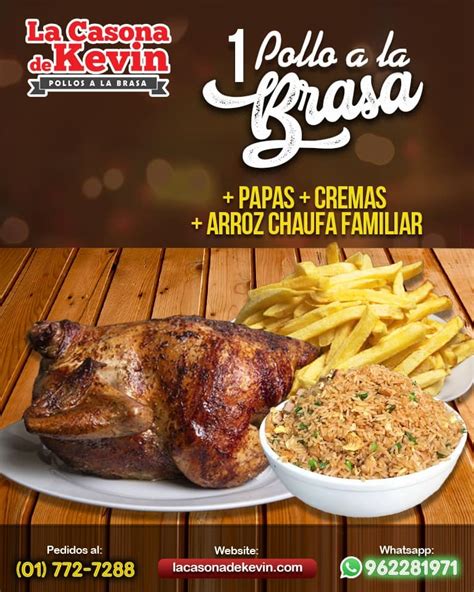 La Casona
de Kevin
POLLOS A LA BRASA
1 Pollo a la
Brasa
+ PAPAS + CREMAS
+ ARROZ CHAUFA FAMILIAR
Pedidos al:
(01) 772-7288
Website:
lacasonadekevin.com
Whatsapp:
962281971